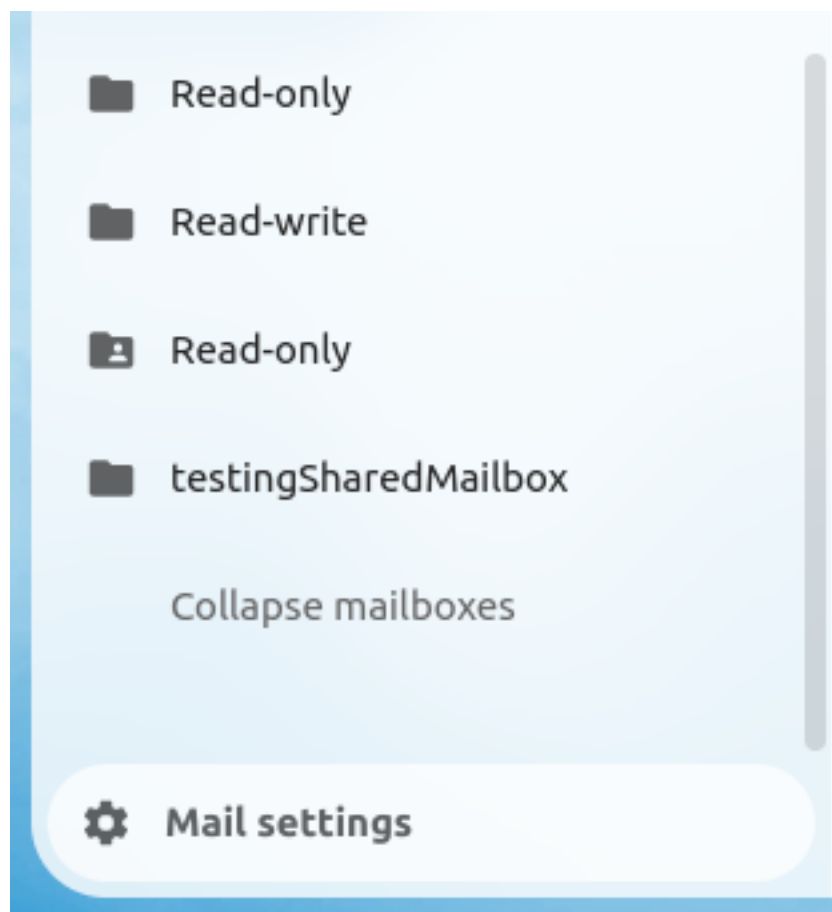 Read-only
Read-write
Read-only
testingSharedMailbox
Collapse mailboxes
Mail settings